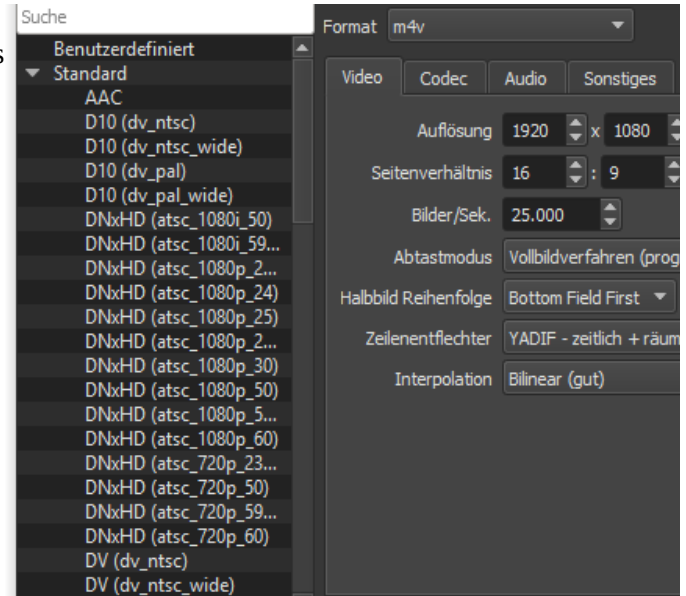 Suche
s
Benutzerdefiniert
Standard
AAC
D10 (dv_ntsc)
D10 (dv_ntsc_wide)
D10 (dv_pal)
D10 (dv_pal_wide)
DNxHD (atsc_1080i_50)
DNxHD (atsc_1080i_59...
DNxHD (atsc_1080p_2...
DNxHD (atsc_1080p_24)
DNxHD (atsc_1080p_25)
DNxHD (atsc_1080p_2...
DNxHD (atsc_1080p_30)
DNxHD (atsc_1080p_50)
DNxHD (atsc_1080p_5...
DNxHD (atsc_1080p_60)
DNxHD (atsc_720p_23...
DNxHD (atsc_720p_50)
DNxHD (atsc_720p_59...
DNxHD (atsc_720p_60)
DV (dv_ntsc)
DV (dv_ntsc_wide)
Format m4v
Video Codec Audio Sonstiges
Auflösung 1920 x 1080
Seitenverhältnis 16 : 9
Bilder/Sek. 25.000
Abtastmodus Vollbildverfahren (prog
Halbbild Reihenfolge Bottom Field First
Zeilenentflechter YADIF - zeitlich + räum
Interpolation Bilinear (gut)